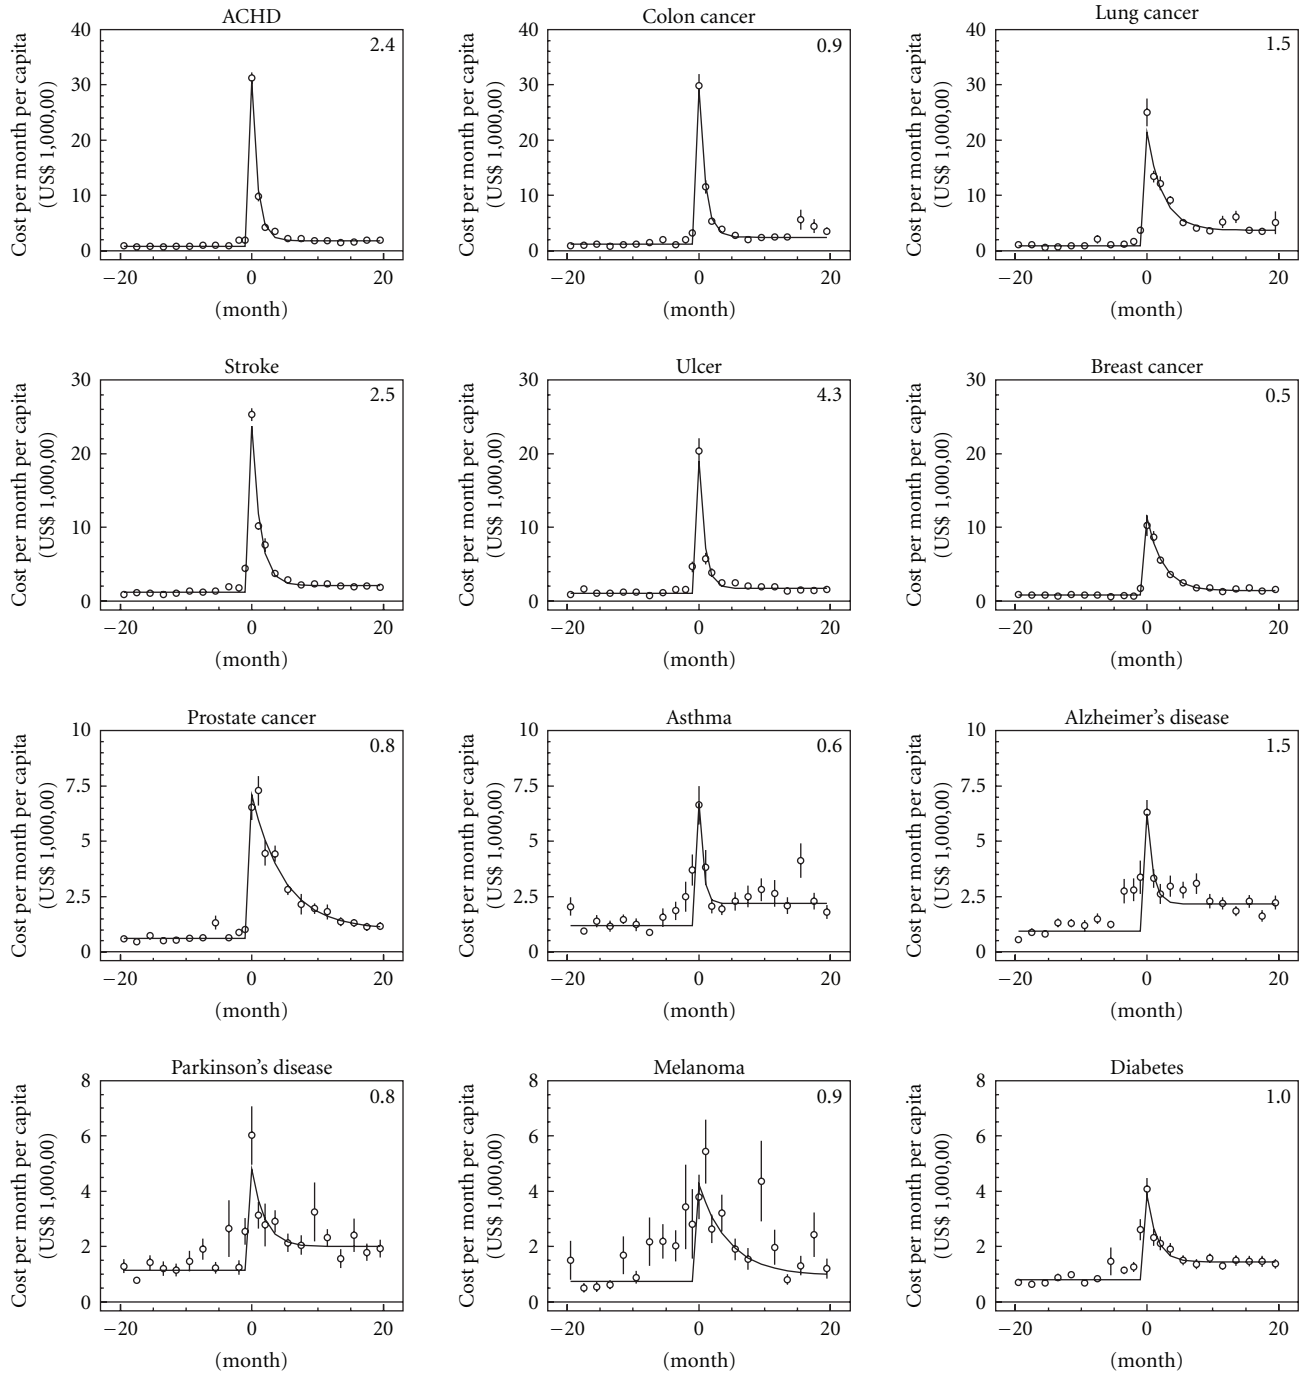 ACHD
Cost per month per capita
(US$ 1,000,00)
40
30
20
10
0
2.4
−20
0
20
(month)
Colon cancer
Cost per month per capita
(US$ 1,000,00)
40
30
20
10
0
0.9
−20
0
20
(month)
Lung cancer
Cost per month per capita
(US$ 1,000,00)
40
30
20
10
0
1.5
−20
0
20
(month)
Stroke
Cost per month per capita
(US$ 1,000,00)
30
20
10
0
2.5
−20
0
20
(month)
Ulcer
Cost per month per capita
(US$ 1,000,00)
30
20
10
0
4.3
−20
0
20
(month)
Breast cancer
Cost per month per capita
(US$ 1,000,00)
30
20
10
0
0.5
−20
0
20
(month)
Prostate cancer
Cost per month per capita
(US$ 1,000,00)
10
7.5
5
2.5
0
0.8
−20
0
20
(month)
Asthma
Cost per month per capita
(US$ 1,000,00)
10
7.5
5
2.5
0
0.6
−20
0
20
(month)
Alzheimer’s disease
Cost per month per capita
(US$ 1,000,00)
10
7.5
5
2.5
0
1.5
−20
0
20
(month)
Parkinson’s disease
Cost per month per capita
(US$ 1,000,00)
8
6
4
2
0
0.8
−20
0
20
(month)
Melanoma
Cost per month per capita
(US$ 1,000,00)
8
6
4
2
0
0.9
−20
0
20
(month)
Diabetes
Cost per month per capita
(US$ 1,000,00)
8
6
4
2
0
1.0
−20
0
20
(month)